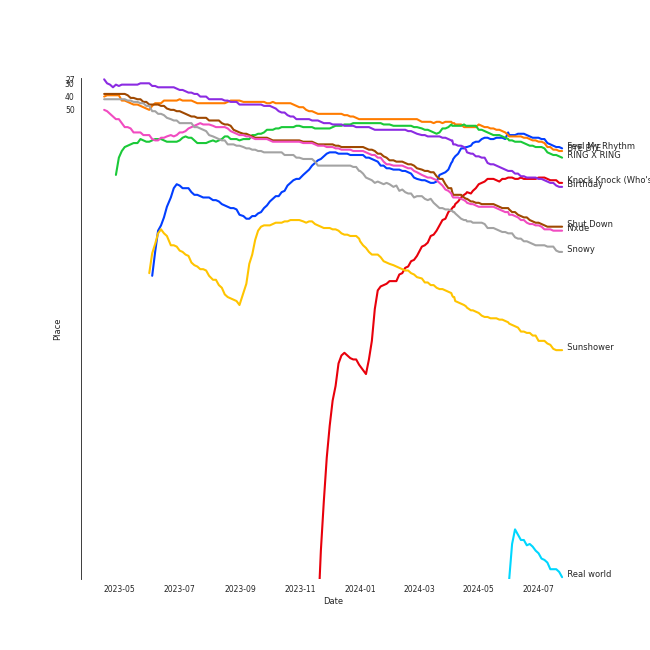 27
30
40
50
Place
Feel My Rhythm
RING X RING
Knock Knock (Who's
Birthday
Shut Down
Nxde
Snowy
Sunshower
Real world
2023-05
2023-07
2023-09
2023-11
2024-01
2024-03
2024-05
2024-07
Date